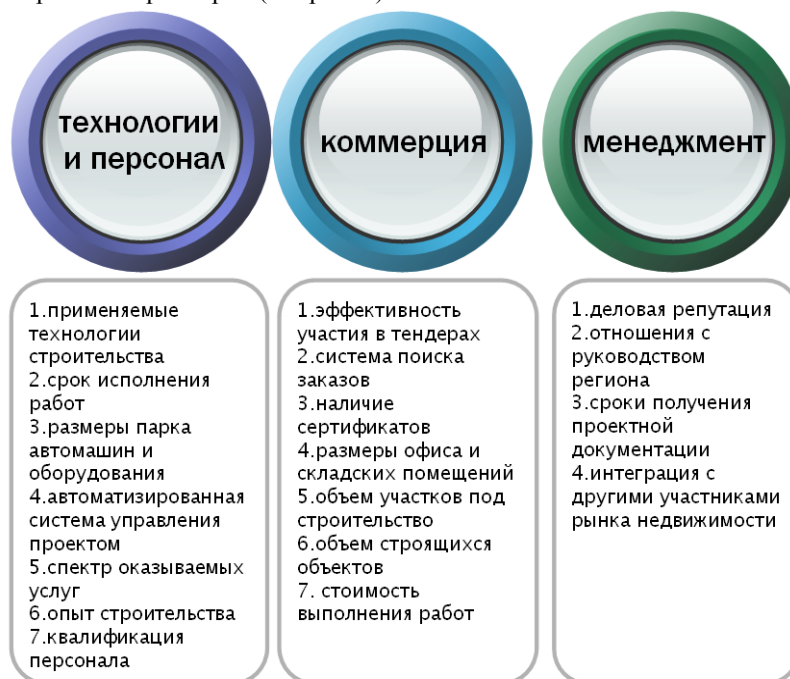 технологии
и персонал
коммерция
менеджмент
1.применяемые
технологии
строительства
2.срок исполнения
работ
3.размеры парка
автомашин и
оборудования
4.автоматизированная
система управления
проектом
5.спектр оказываемых
услуг
6.опыт строительства
7.квалификация
персонала
1.эффективность
участия в тендерах
2.система поиска
заказов
3.наличие
сертификатов
4.размеры офиса и
складских помещений
5.объем участков под
строительство
6.объем строящихся
объектов
7. стоимость
выполнения работ
1.деловая репутация
2.отношения с
руководством
региона
3.сроки получения
проектной
документации
4.интеграция с
другими участниками
рынка недвижимости